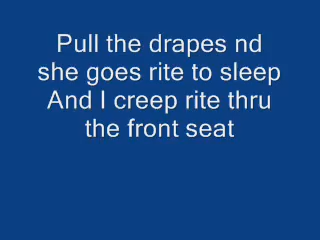 Pull the drapes nd
she goes rite to sleep
And I creep rite thru
the front seat